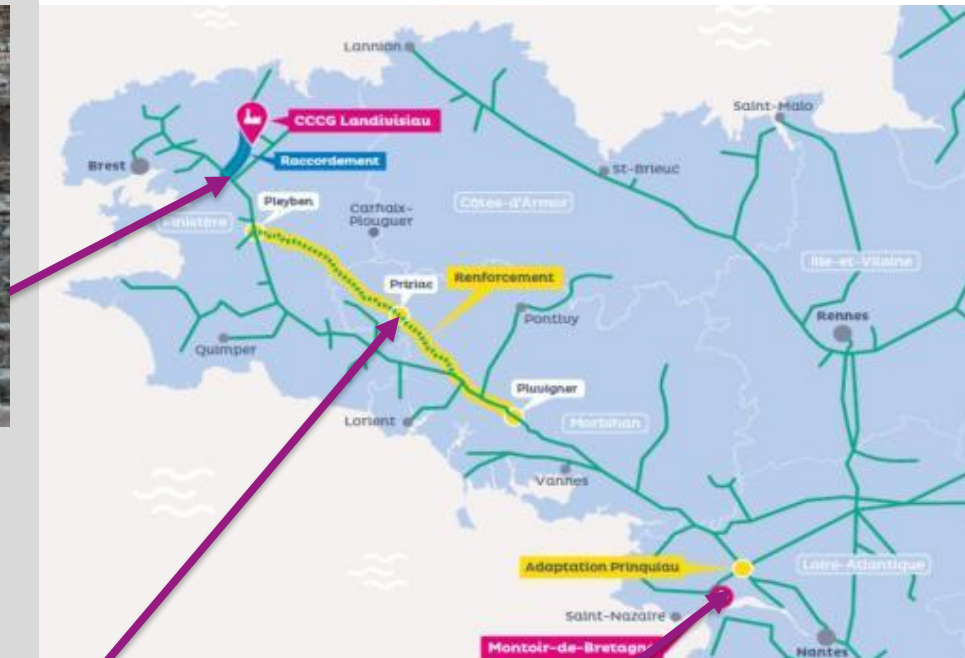 Lannion
Saint-Malo
CCCG Landivisiau
Raccordement
Brest
St-Brieuc
Pleyben
Carhaix-
Plouguer
Côtes-d'Armor
Finistère
Ille-et-Vilaine
Renforcement
Priziac
Pontivy
Rennes
Quimper
Pluvigner
Lorient
Morbihan
Vannes
Adaptation Prinquiau
Loire-Atlantique
Saint-Nazaire
Montoir-de-Bretagne
Nantes